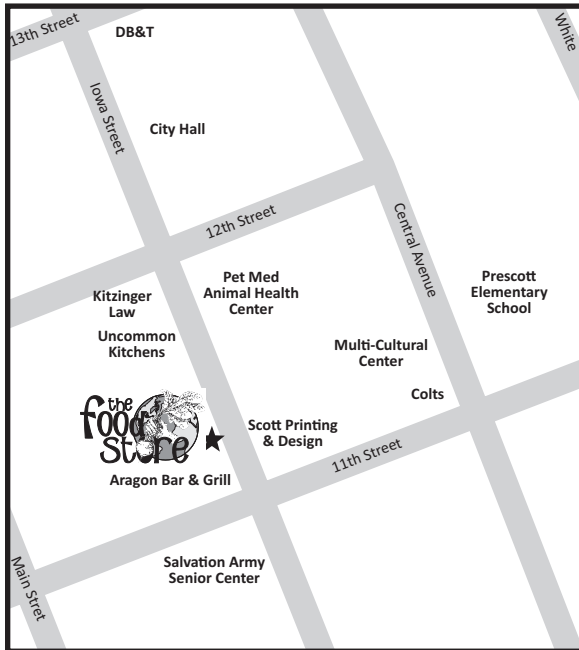 13th Street
DB&T
White
Iowa Street
City Hall
12th Street
Central Avenue
Pet Med
Animal Health
Center
Prescott
Elementary
School
Kitzinger
Law
Uncommon
Kitchens
Multi-Cultural
Center
Colts
the
food
store
Scott Printing
& Design
11th Street
Aragon Bar & Grill
Main Stret
Salvation Army
Senior Center